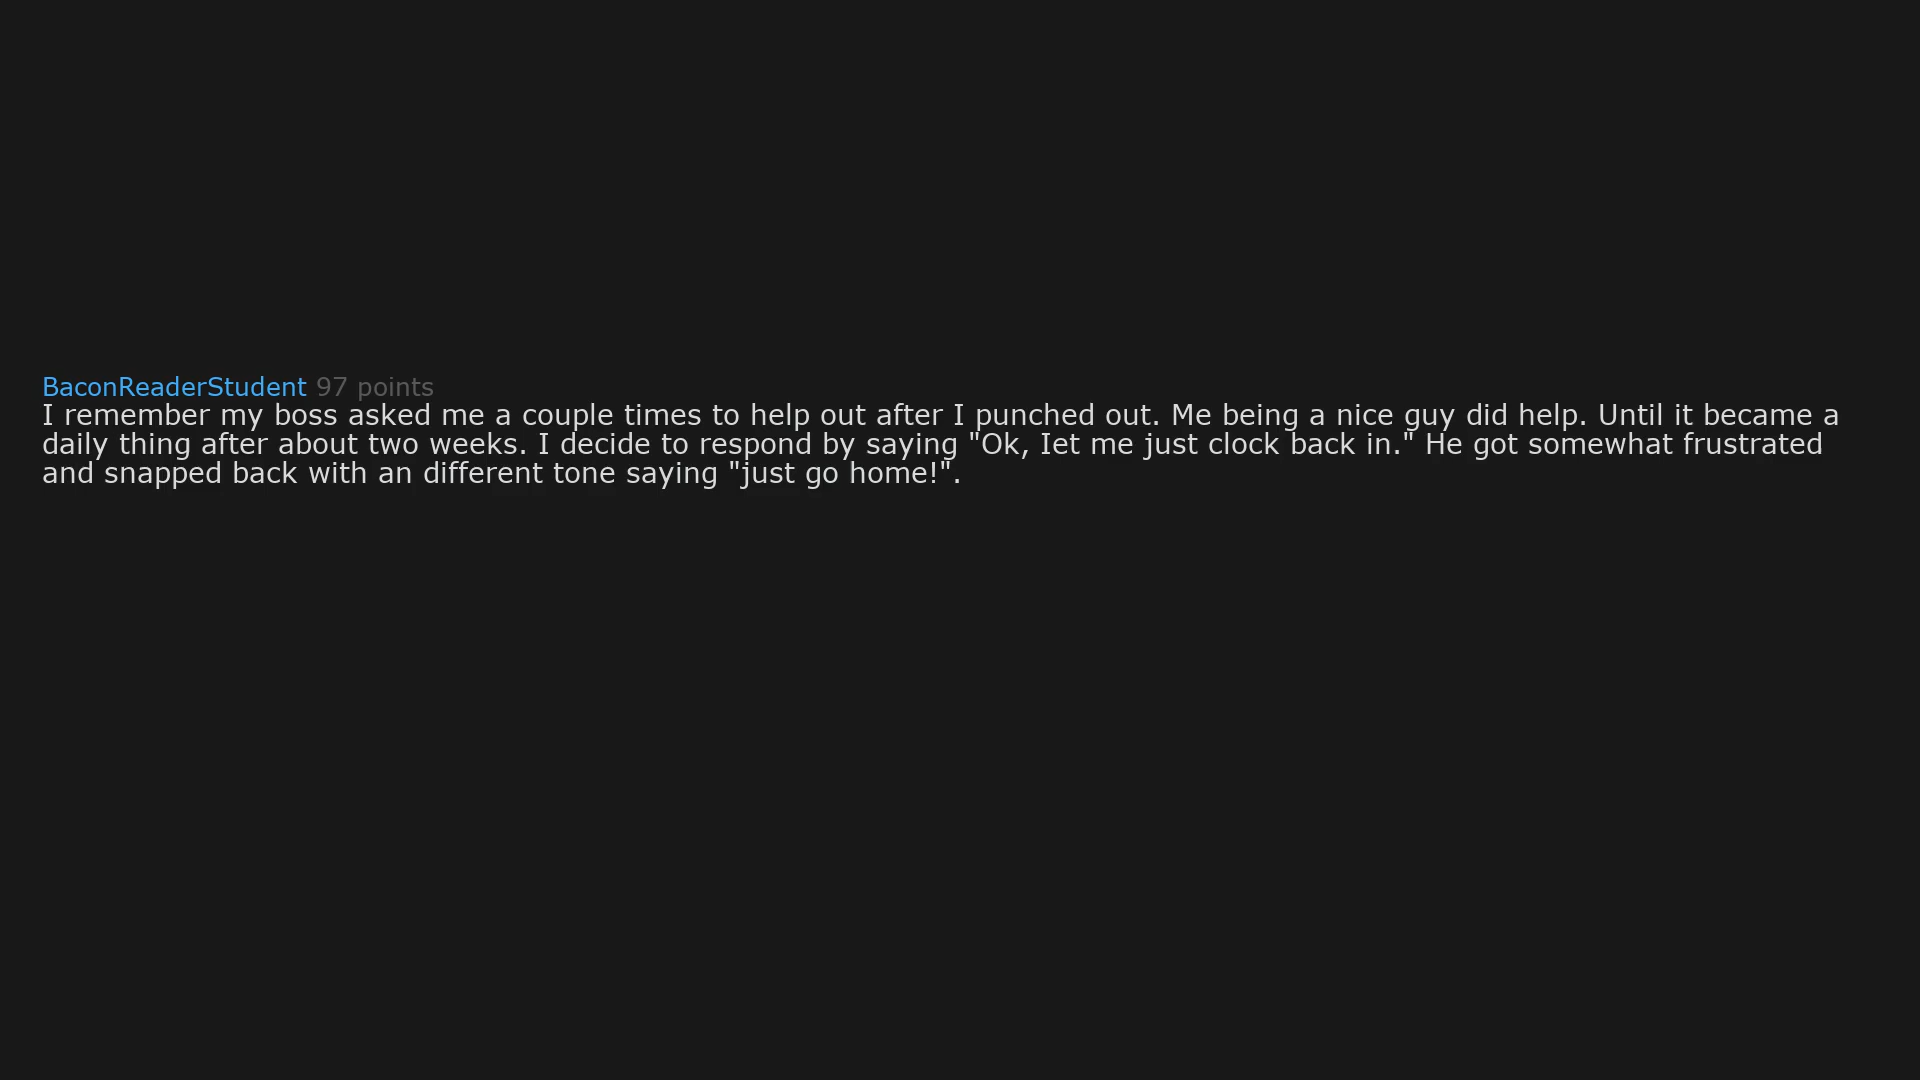 BaconReaderStudent 97 points
I remember my boss asked me a couple times to help out after I punched out. Me being a nice guy did help. Until it became a
daily thing after about two weeks. I decide to respond by saying "Ok, Iet me just clock back in." He got somewhat frustrated
and snapped back with an different tone saying "just go home!".